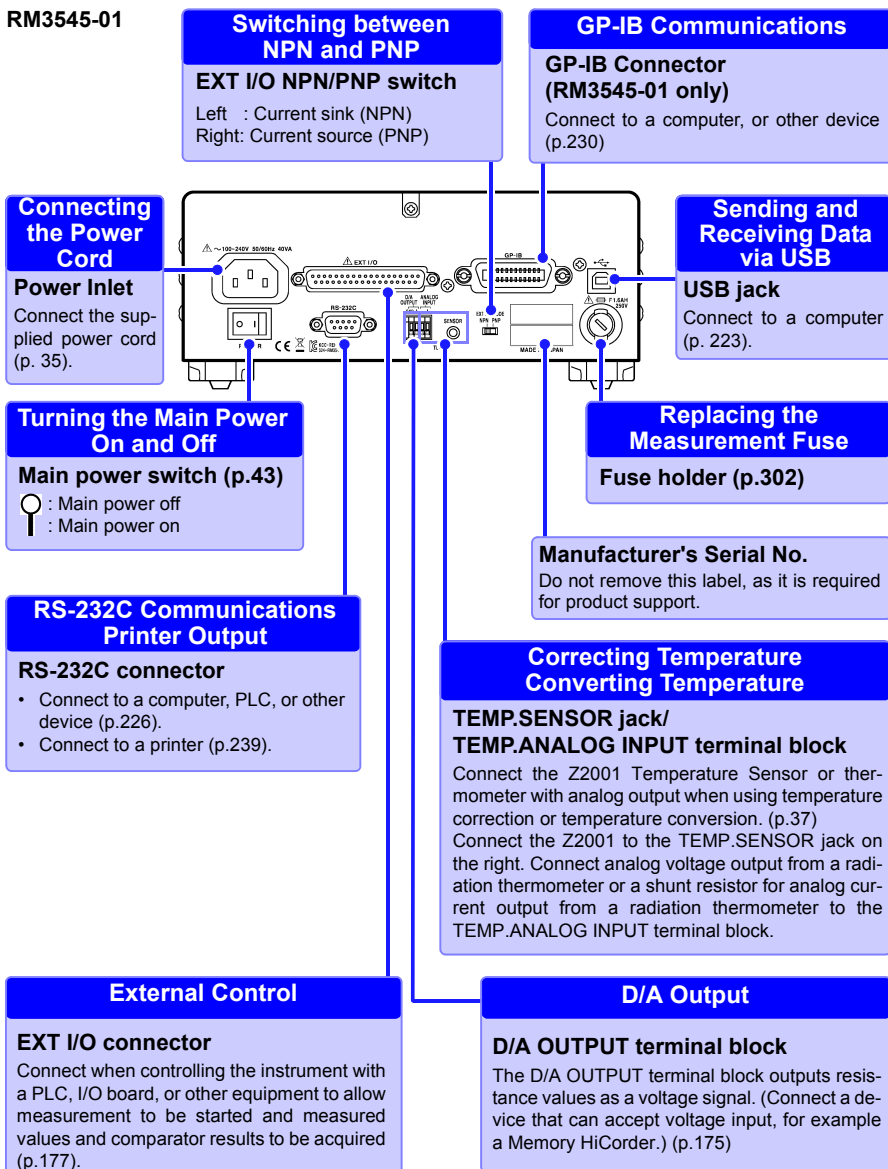 RM3545-01
Switching between
NPN and PNP
EXT I/O NPN/PNP switch
Left : Current sink (NPN)
Right: Current source (PNP)
GP-IB Communications
GP-IB Connector
(RM3545-01 only)
Connect to a computer, or other device
(p.230)
Connecting
the Power
Cord
Power Inlet
Connect the sup-
plied power cord
(p. 35).
~100-240V 50/60Hz 40VA
EXT I/O
GP-IB
RS-232C
D/A
OUTPUT
ANALOG
INPUT
SENSOR
EXT
NPN PNP
F1.6AH
250V
CE
MADE
Sending and
Receiving Data
via USB
USB jack
Connect to a computer
(p. 223).
Turning the Main Power
On and Off
Main power switch (p.43)
: Main power off
: Main power on
Replacing the
Measurement Fuse
Fuse holder (p.302)
Manufacturer's Serial No.
Do not remove this label, as it is required
for product support.
RS-232C Communications
Printer Output
RS-232C connector
• Connect to a computer, PLC, or other
device (p.226).
• Connect to a printer (p.239).
Correcting Temperature
Converting Temperature
TEMP.SENSOR jack/
TEMP.ANALOG INPUT terminal block
Connect the Z2001 Temperature Sensor or ther-
mometer with analog output when using temperature
correction or temperature conversion. (p.37)
Connect the Z2001 to the TEMP.SENSOR jack on
the right. Connect analog voltage output from a radi-
ation thermometer or a shunt resistor for analog cur-
rent output from a radiation thermometer to the
TEMP.ANALOG INPUT terminal block.
External Control
EXT I/O connector
Connect when controlling the instrument with
a PLC, I/O board, or other equipment to allow
measurement to be started and measured
values and comparator results to be acquired
(p.177).
D/A Output
D/A OUTPUT terminal block
The D/A OUTPUT terminal block outputs resis-
tance values as a voltage signal. (Connect a de-
vice that can accept voltage input, for example
a Memory HiCorder.) (p.175)